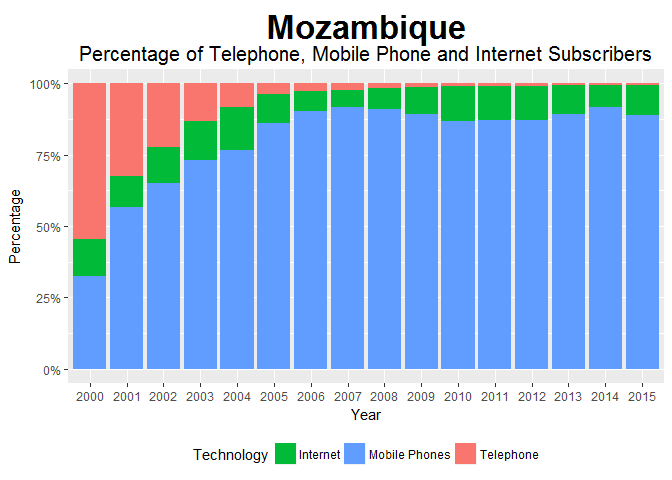 Mozambique
Percentage of Telephone, Mobile Phone and Internet Subscribers
100%
75%
50%
25%
0%
Percentage
2000 2001 2002 2003 2004 2005 2006 2007 2008 2009 2010 2011 2012 2013 2014 2015
Year
Technology Internet Mobile Phones Telephone